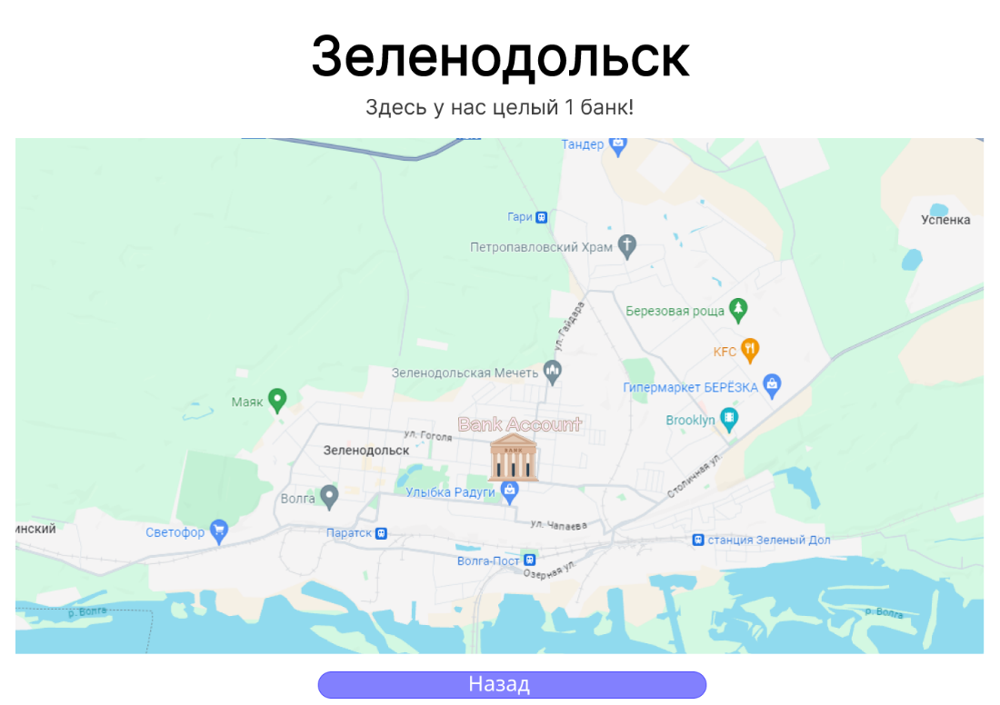 Зеленодольск
Здесь у нас целый 1 банк!
Тандер
Гари
Успенка
Петропавловский Храм
ул. Гайдара
Березовая роща
KFC
Зеленодольская Мечеть
Гипермаркет БЕРЁЗКА
Маяк
Brooklyn
Bank Account
ул. Гоголя
Зеленодольск
BANK
Столичная ул.
Улыбка Радуги
Волга
ул. Чапаева
инский
Светофор
Паратск
станция Зеленый Дол
Волга-Пост
Озерная ул.
р. Волга
р. Волга
Назад